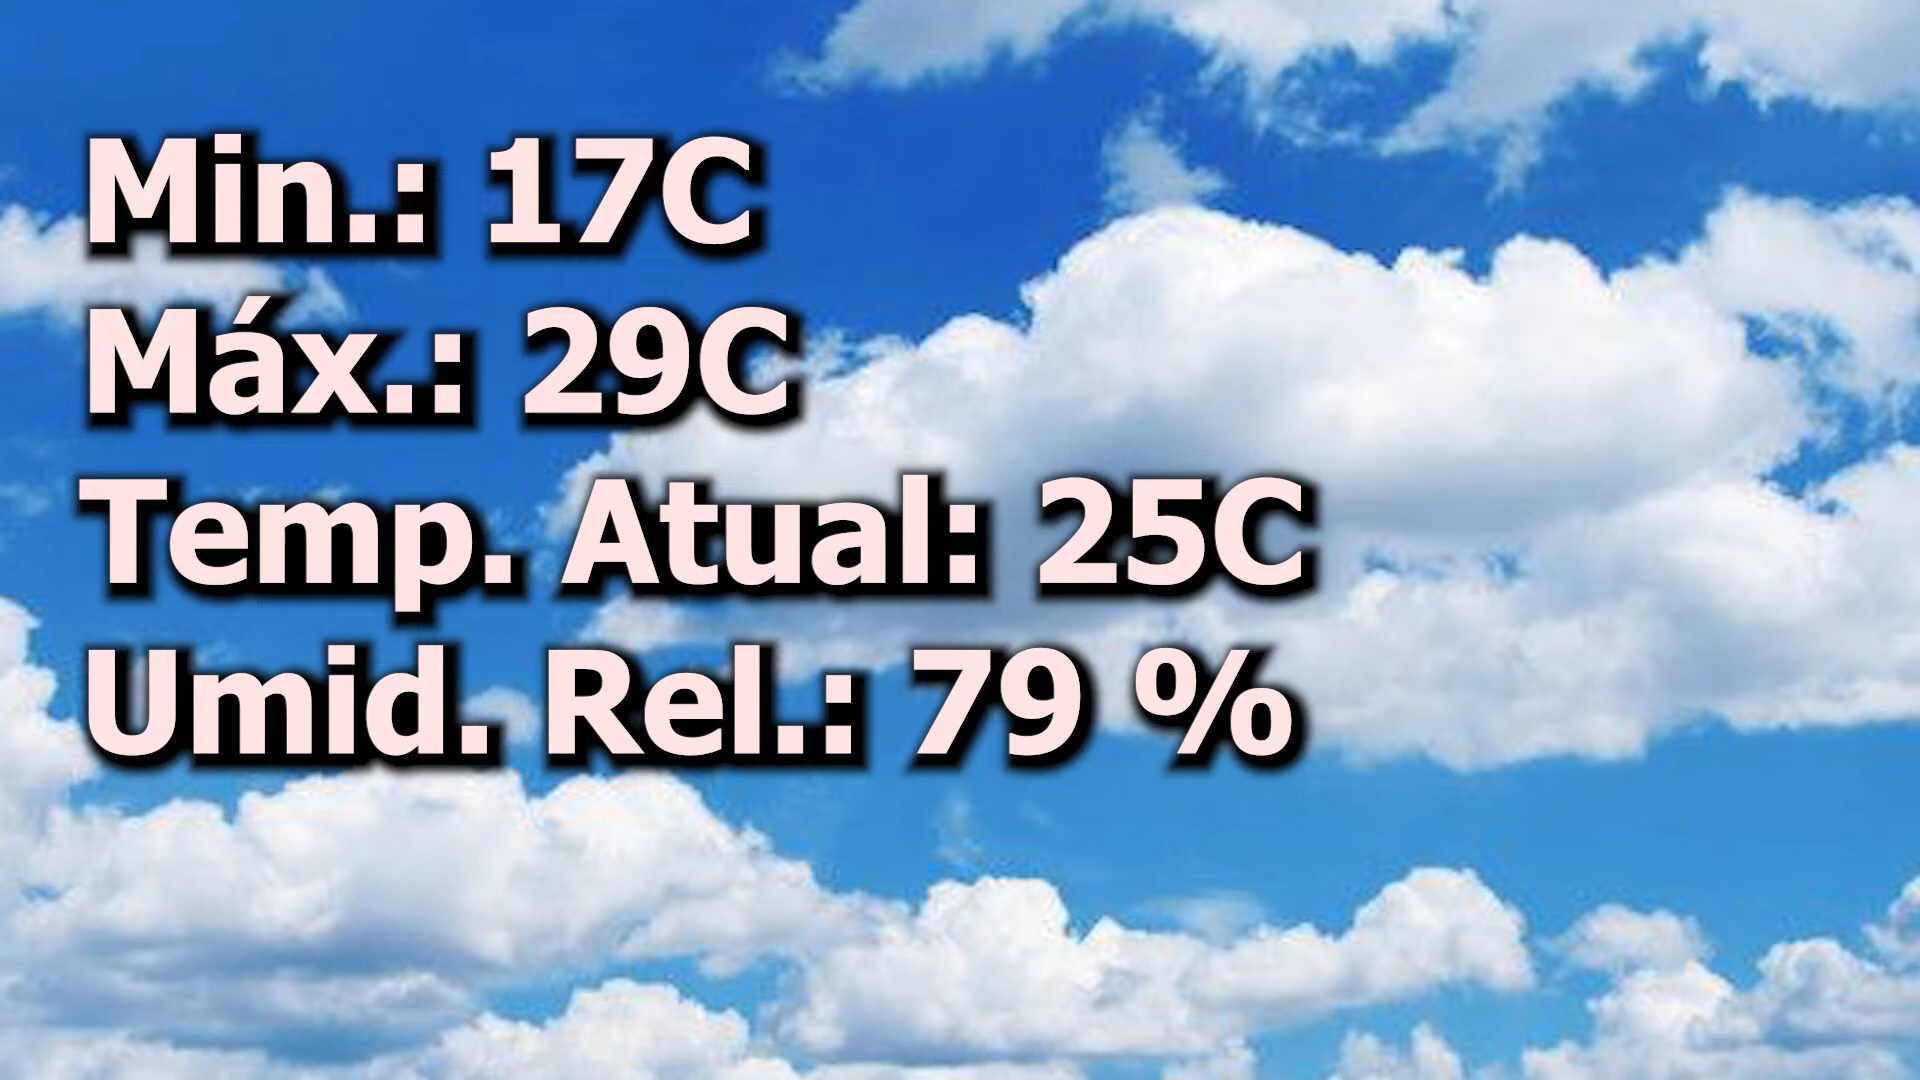 Min.: 17C
Máx.: 29C
Temp. Atual: 25C
Umid. Rel.: 79 %